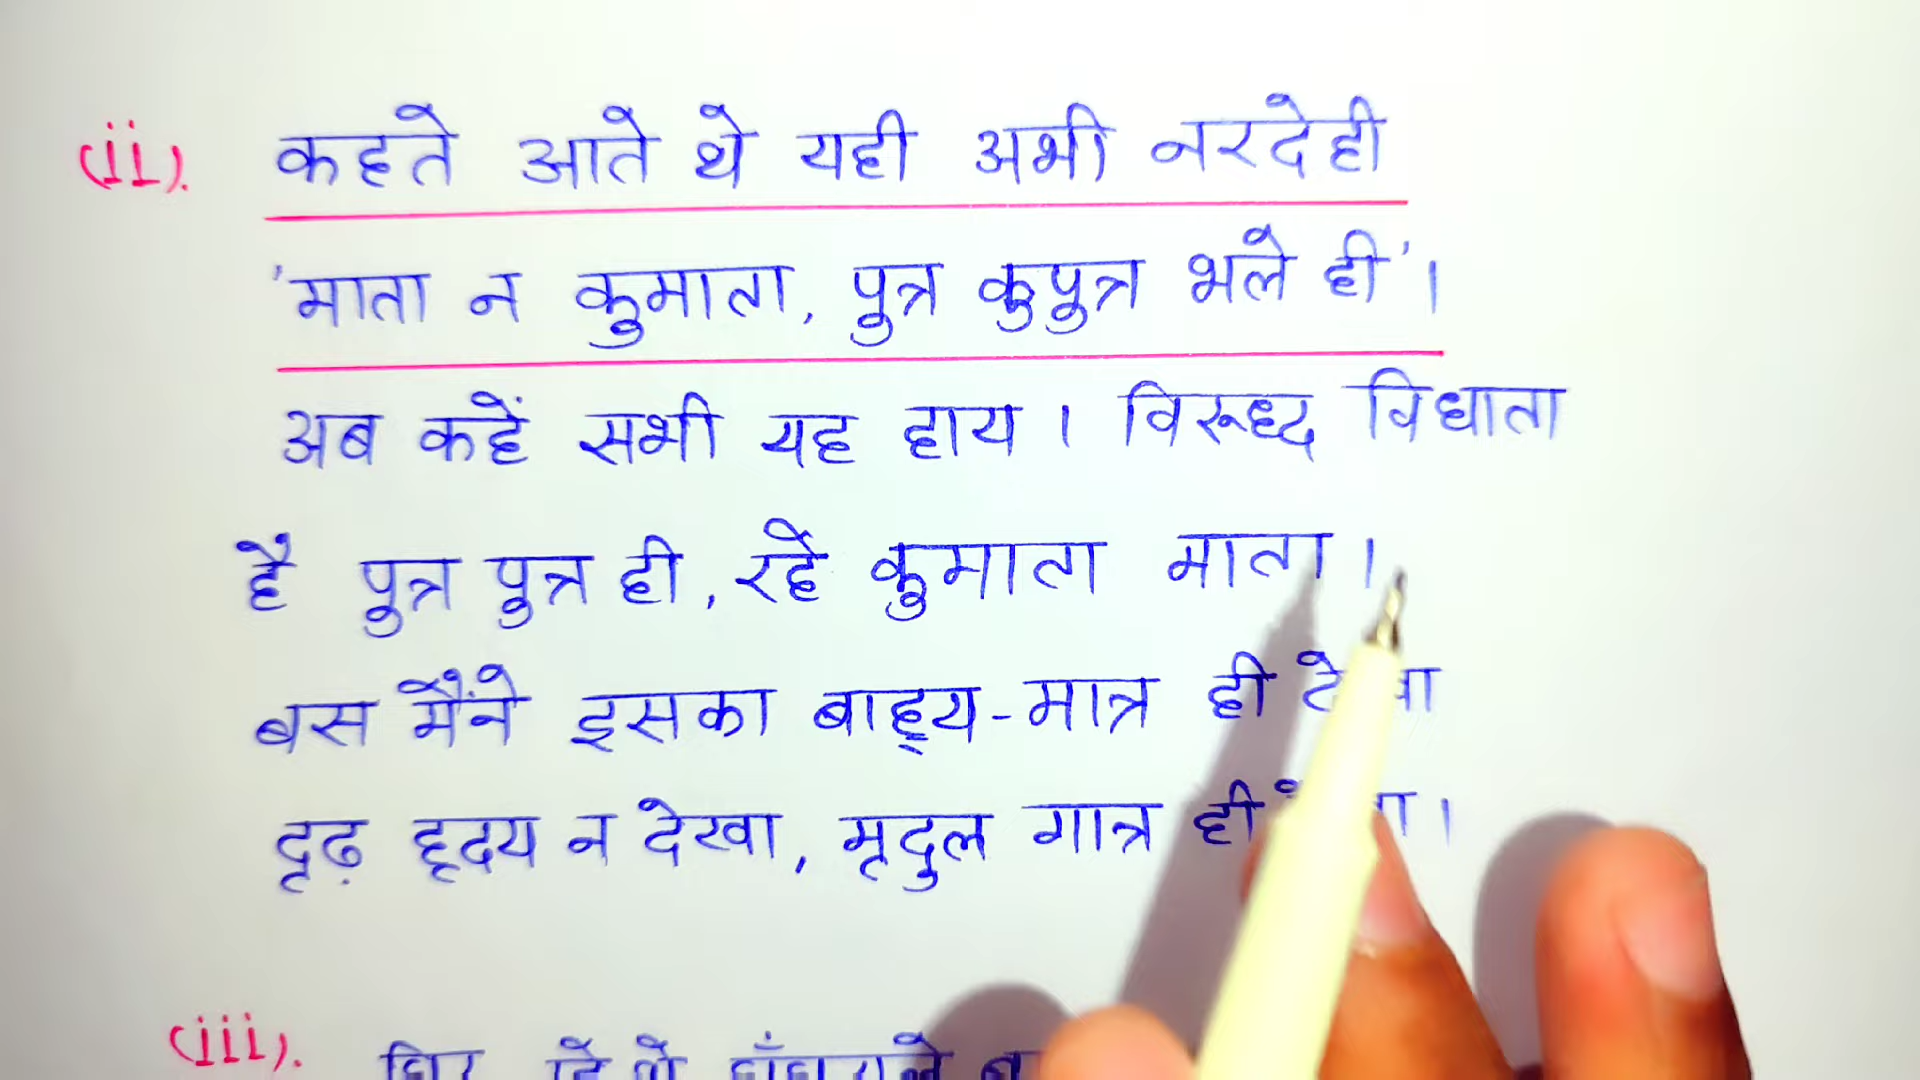 (ii). कहते आते थे यही अभी नरदेही
'माता न कुमाता, पुत्र कुपुत्र भले ही'।
अब कहें सभी यह हाय । विरूध्द विधाता
है पुत्र पुत्र ही, रहे कुमाता माता।
बस मैंने इसका बाह्य-मात्र ही
दृढ़ हृदय न देखा, मृदुल गात्र ही
(iii).